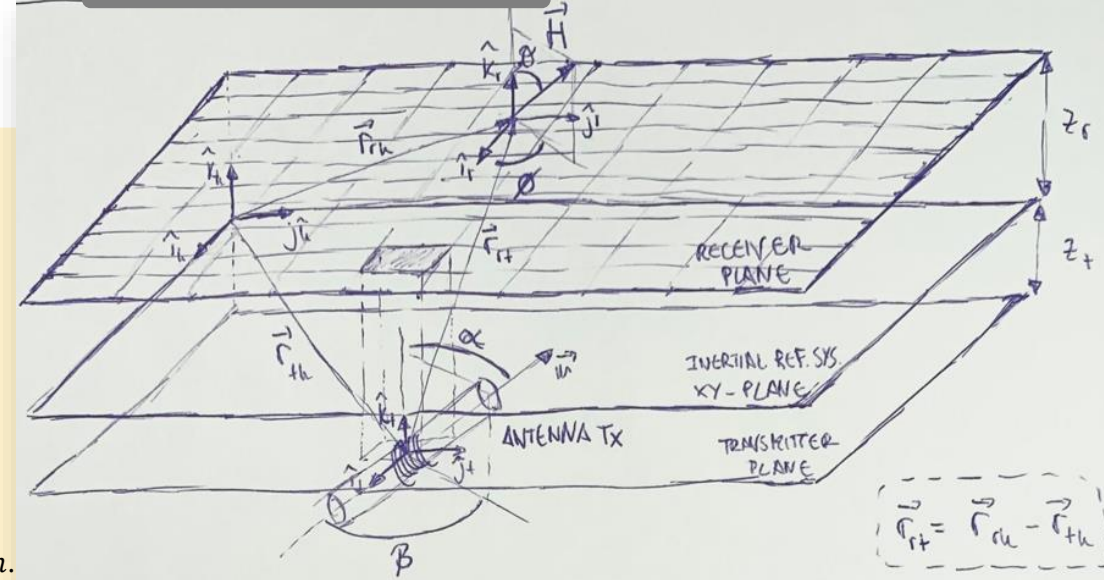 H⃗
k̂ᵣ θ
ĵᵣ
r⃗ᵣₕ
îᵣ
Ø
zᵣ
k̂ₕ
ĵₕ
îₕ
r⃗ᵣₜ
RECEIVER
PLANE
zₜ
r⃗ₜₕ
α
INERTIAL REF. SYS.
XY-PLANE
k̂ₜ
ANTENNA TX
TRANSMITTER
PLANE
ĵₜ
β
r⃗ᵣₜ = r⃗ᵣₕ - r⃗ₜₕ
n.